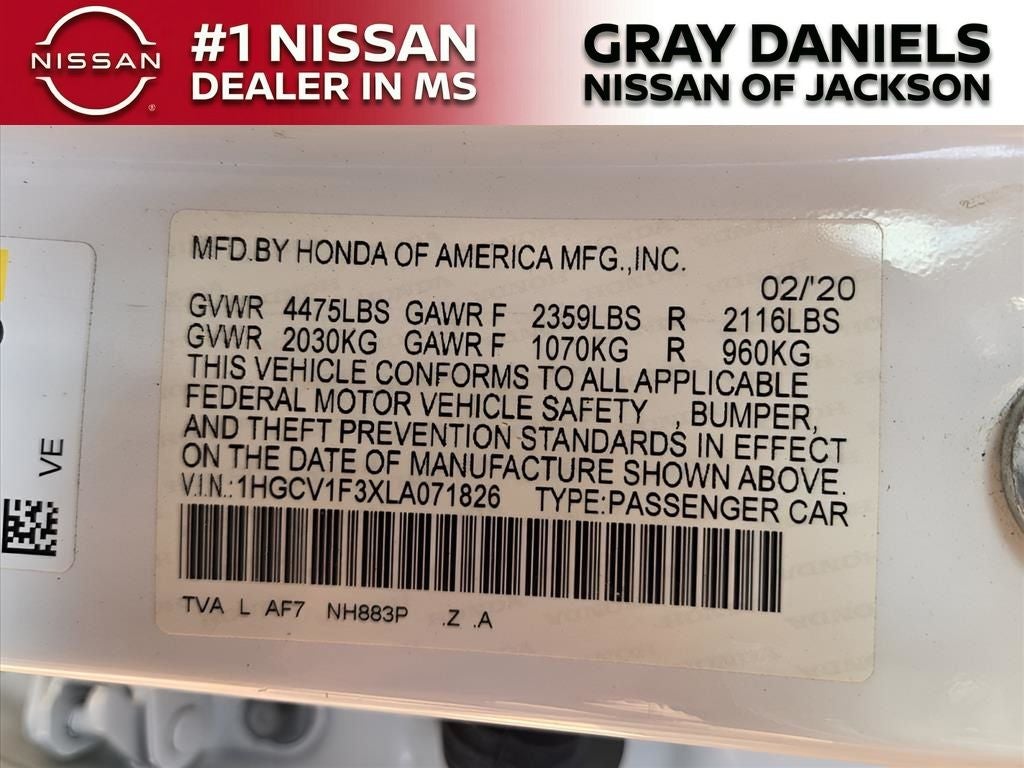 NISSAN
®
#1 NISSAN
DEALER IN MS
GRAY DANIELS
NISSAN OF JACKSON
MFD.BY HONDA OF AMERICA MFG.,INC.
02/'20
GVWR 4475LBS GAWR F 2359LBS R 2116LBS
GVWR 2030KG GAWR F 1070KG R 960KG
THIS VEHICLE CONFORMS TO ALL APPLICABLE
FEDERAL MOTOR VEHICLE SAFETY , BUMPER,
AND THEFT PREVENTION STANDARDS IN EFFECT
ON THE DATE OF MANUFACTURE SHOWN ABOVE.
V.I.N.:1HGCV1F3XLA071826 TYPE:PASSENGER CAR
TVA L AF7 NH883P .Z .A
VE